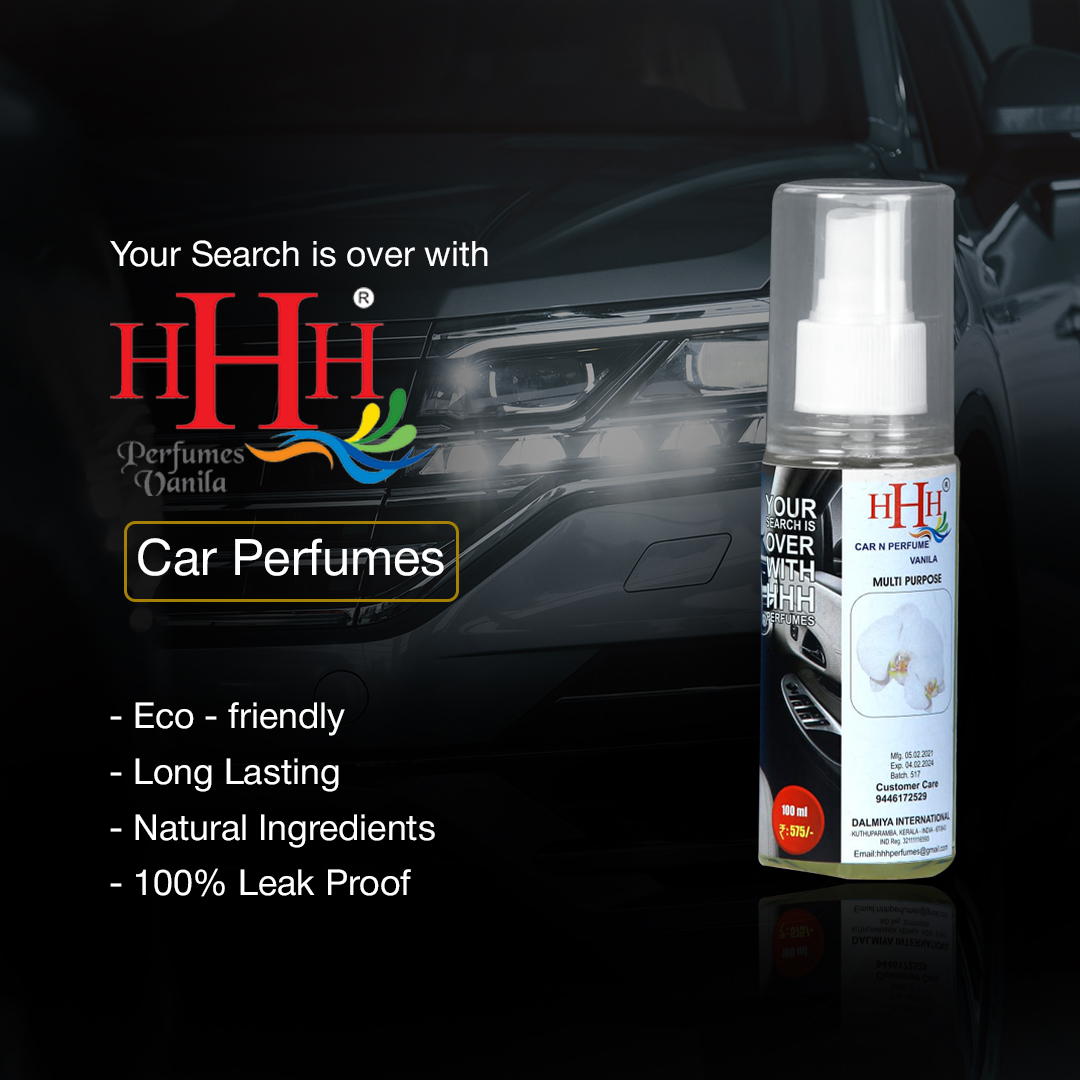 Your Search is over with
HHH ®
Perfumes
Vanila
Car Perfumes
- Eco - friendly
- Long Lasting
- Natural Ingredients
- 100% Leak Proof
YOUR
SEARCH IS
OVER
WITH
HHH
PERFUMES
100 ml
₹: 575/-
HHH ®
CAR N PERFUME
VANILA
MULTI PURPOSE
Mfg. 05.02.2021
Exp. 04.02.2024
Batch. 517
Customer Care
9446172529
DALMIYA INTERNATIONAL
KUTHUPARAMBA, KERALA - INDIA -
IND Reg.
Email:hhhperfumes@gmail.com